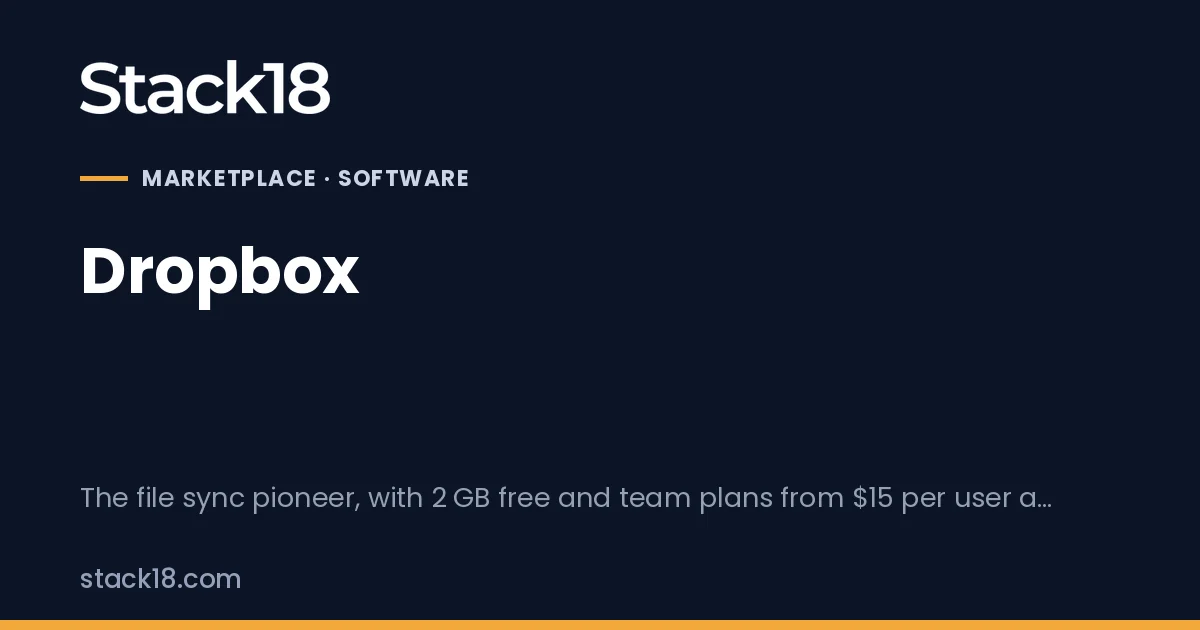 Stack18
MARKETPLACE · SOFTWARE
Dropbox
The file sync pioneer, with 2 GB free and team plans from $15 per user a…
stack18.com